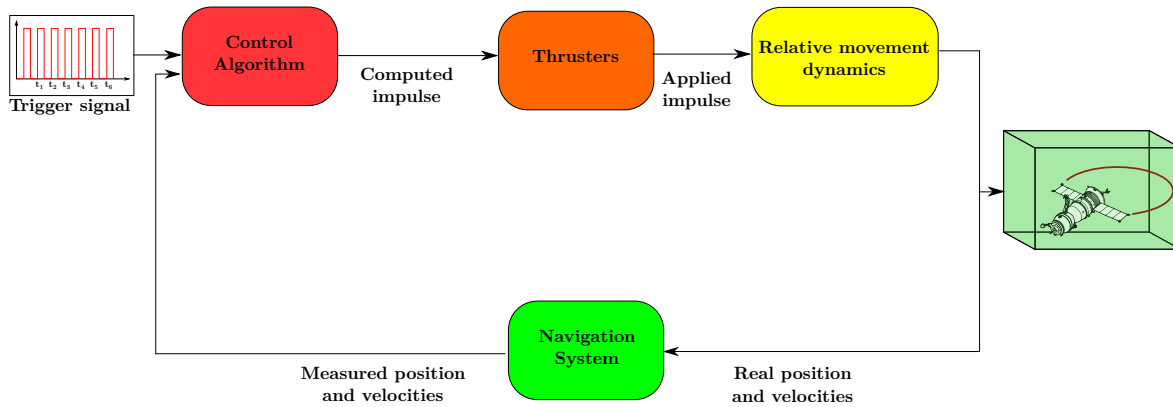 t₁ t₂ t₃ t₄ t₅ t₆
Trigger signal
Control
Algorithm
Computed
impulse
Thrusters
Applied
impulse
Relative movement
dynamics
Navigation
System
Measured position
and velocities
Real position
and velocities